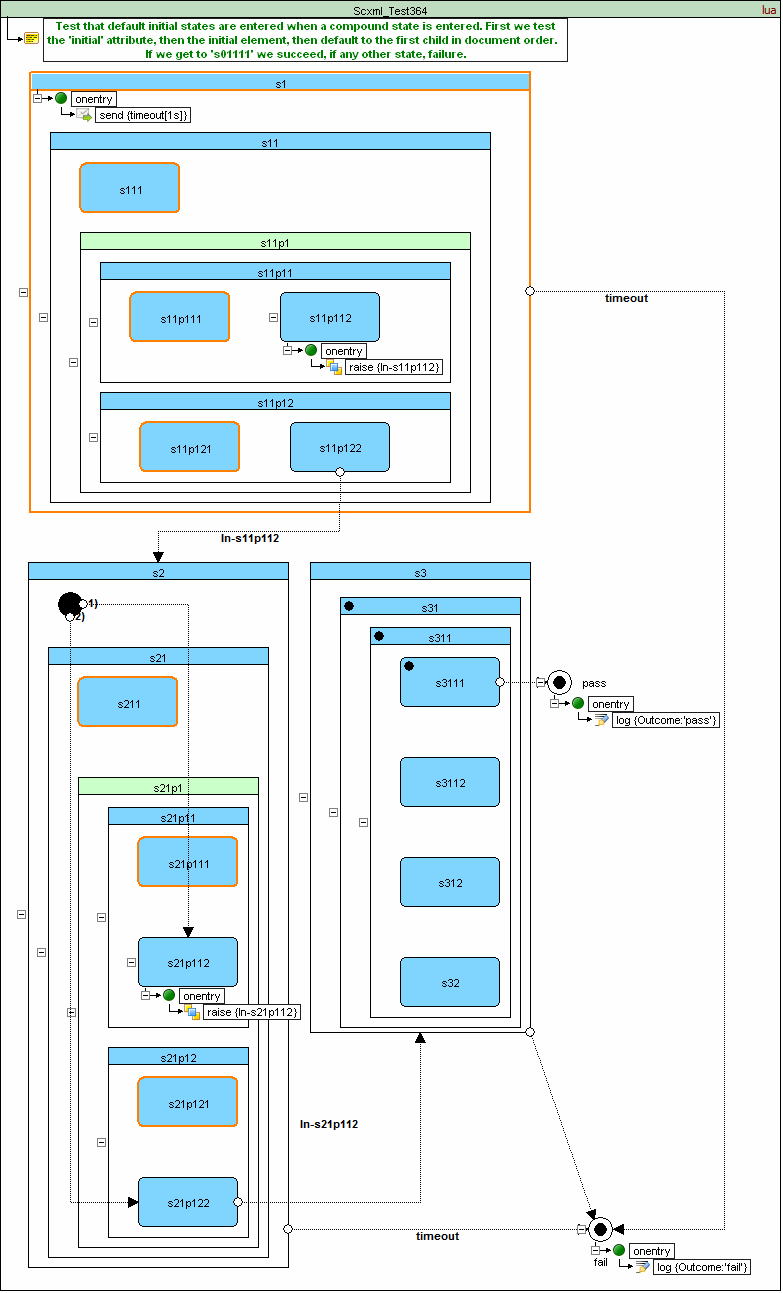 Scxml_Test364
lua
Test that default initial states are entered when a compound state is entered. First we test
the 'initial' attribute, then the initial element, then default to the first child in document order.
If we get to 's01111' we succeed, if any other state, failure.
s1
onentry
send {timeout[1s]}
s11
s111
s11p1
s11p11
s11p111
s11p112
onentry
raise {In-s11p112}
s11p12
s11p121
s11p122
timeout
In-s11p112
s2
1)
2)
s21
s211
s21p1
s21p11
s21p111
s21p112
onentry
raise {In-s21p112}
s21p12
s21p121
s21p122
s3
s31
s311
s3111
s3112
s312
s32
pass
onentry
log {Outcome:'pass'}
In-s21p112
timeout
fail
onentry
log {Outcome:'fail'}